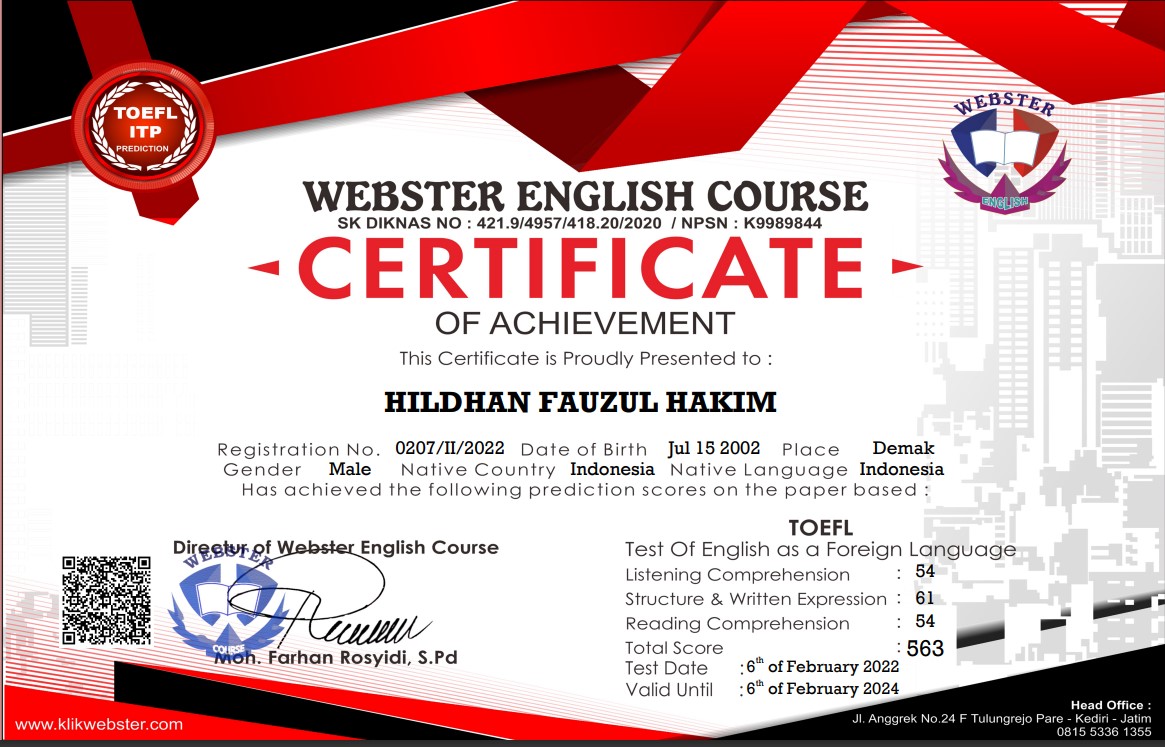 TOEFL
ITP
PREDICTION
WEBSTER
ENGLISH
WEBSTER ENGLISH COURSE
SK DIKNAS NO : 421.9/4957/418.20/2020 / NPSN : K9989844
CERTIFICATE
OF ACHIEVEMENT
This Certificate is Proudly Presented to :
HILDHAN FAUZUL HAKIM
Registration No. 0207/II/2022 Date of Birth Jul 15 2002 Place Demak
Gender Male Native Country Indonesia Native Language Indonesia
Has achieved the following prediction scores on the paper based :
Directur of Webster English Course
WEBSTER
COURSE
Moh. Farhan Rosyidi, S.Pd
TOEFL
Test Of English as a Foreign Language
Listening Comprehension : 54
Structure & Written Expression : 61
Reading Comprehension : 54
Total Score : 563
Test Date : 6th of February 2022
Valid Until : 6th of February 2024
www.klikwebster.com
Head Office :
Jl. Anggrek No.24 F Tulungrejo Pare - Kediri - Jatim
0815 5336 1355